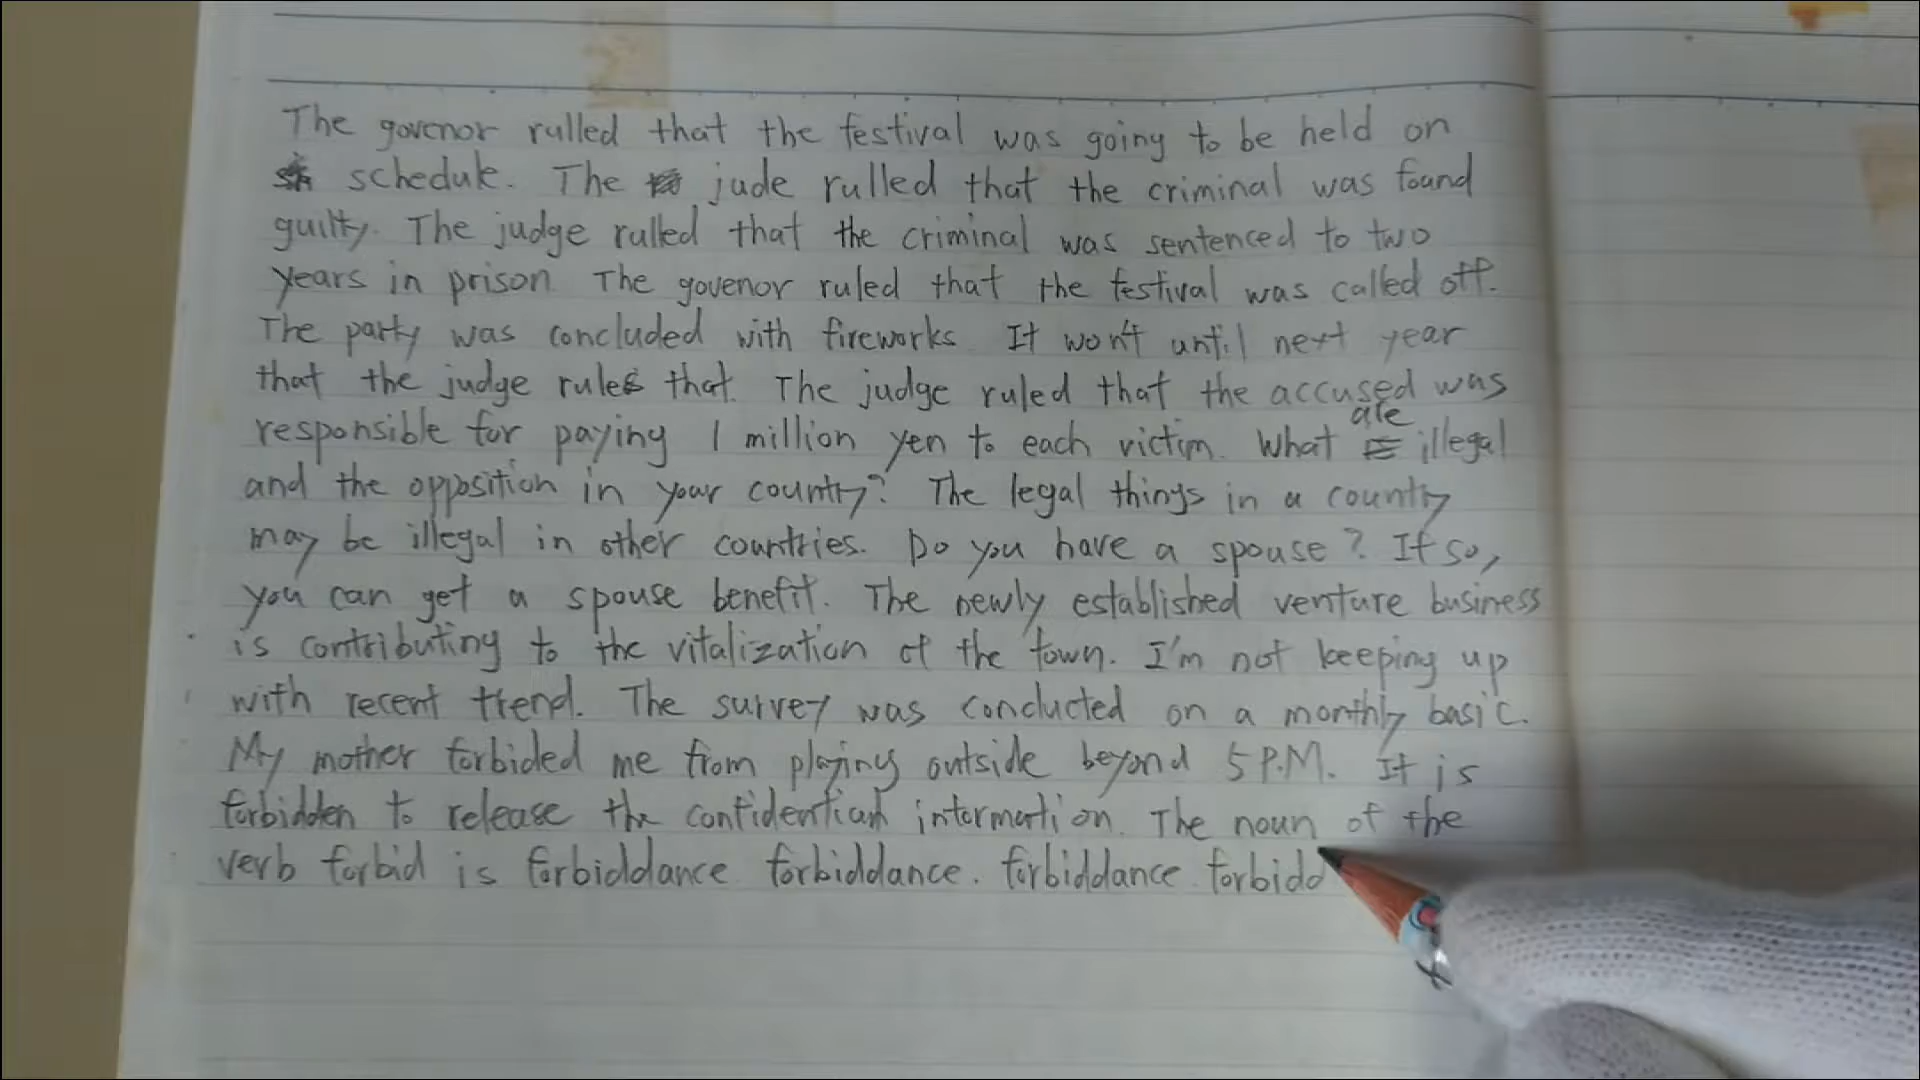 The govenor rulled that the festival was going to be held on
schedule. The jude rulled that the criminal was found
guilty. The judge rulled that the criminal was sentenced to two
years in prison The govenor ruled that the festival was called off.
The party was concluded with fireworks It won't until next year
that the judge rules that. The judge ruled that the accused was
responsible for paying 1 million yen to each victim. What are illegal
and the opposition in your country? The legal things in a country
may be illegal in other countries. Do you have a spouse? If so,
you can get a spouse benefit. The newly established venture business
is contributing to the vitalization of the town. I'm not keeping up
with recent trend. The survey was conducted on a monthly basic.
My mother forbided me from playing outside beyond 5 P.M. It is
forbidden to release the information. The noun of the
verb forbid is forbiddance forbiddance. forbiddance forbidd